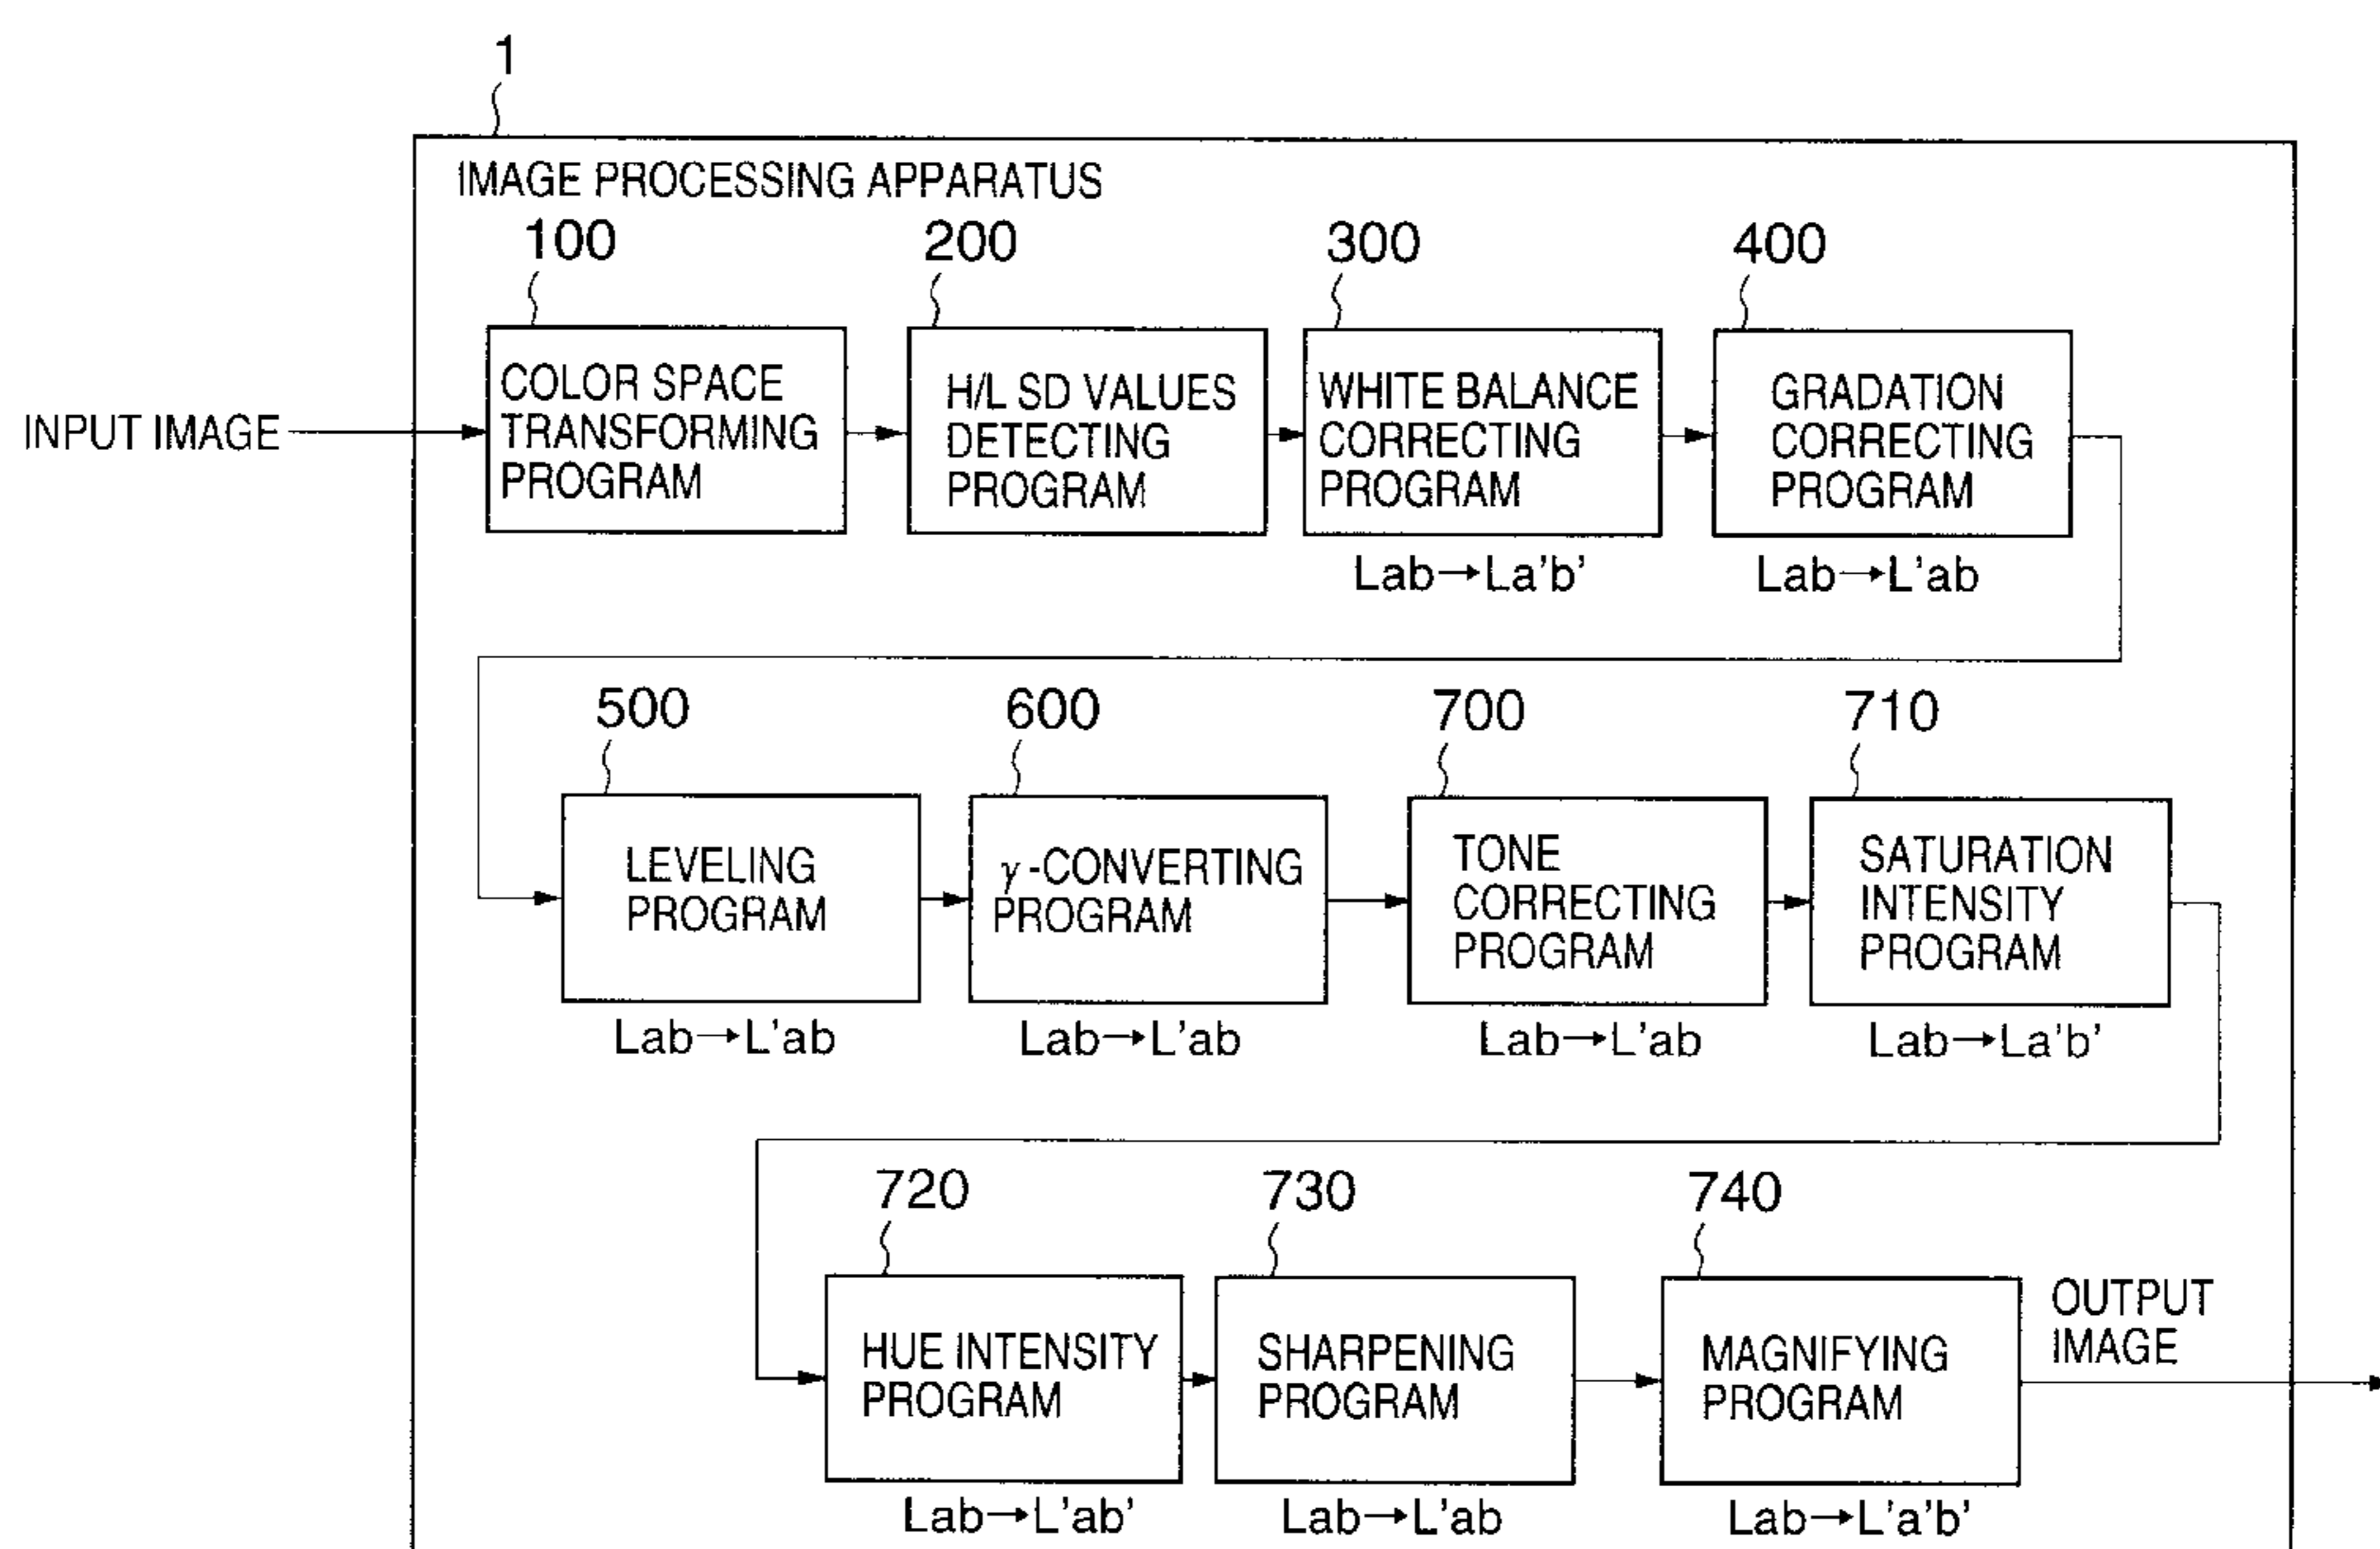 1
IMAGE PROCESSING APPARATUS
100
200
300
400
INPUT IMAGE
COLOR SPACE
TRANSFORMING
PROGRAM
H/L SD VALUES
DETECTING
PROGRAM
WHITE BALANCE
CORRECTING
PROGRAM
GRADATION
CORRECTING
PROGRAM
Lab→La'b'
Lab→L'ab
500
600
700
710
LEVELING
PROGRAM
γ-CONVERTING
PROGRAM
TONE
CORRECTING
PROGRAM
SATURATION
INTENSITY
PROGRAM
Lab→L'ab
Lab→L'ab
Lab→L'ab
Lab→La'b'
720
730
740
HUE INTENSITY
PROGRAM
SHARPENING
PROGRAM
MAGNIFYING
PROGRAM
OUTPUT
IMAGE
Lab→L'ab'
Lab→L'ab
Lab→L'a'b'